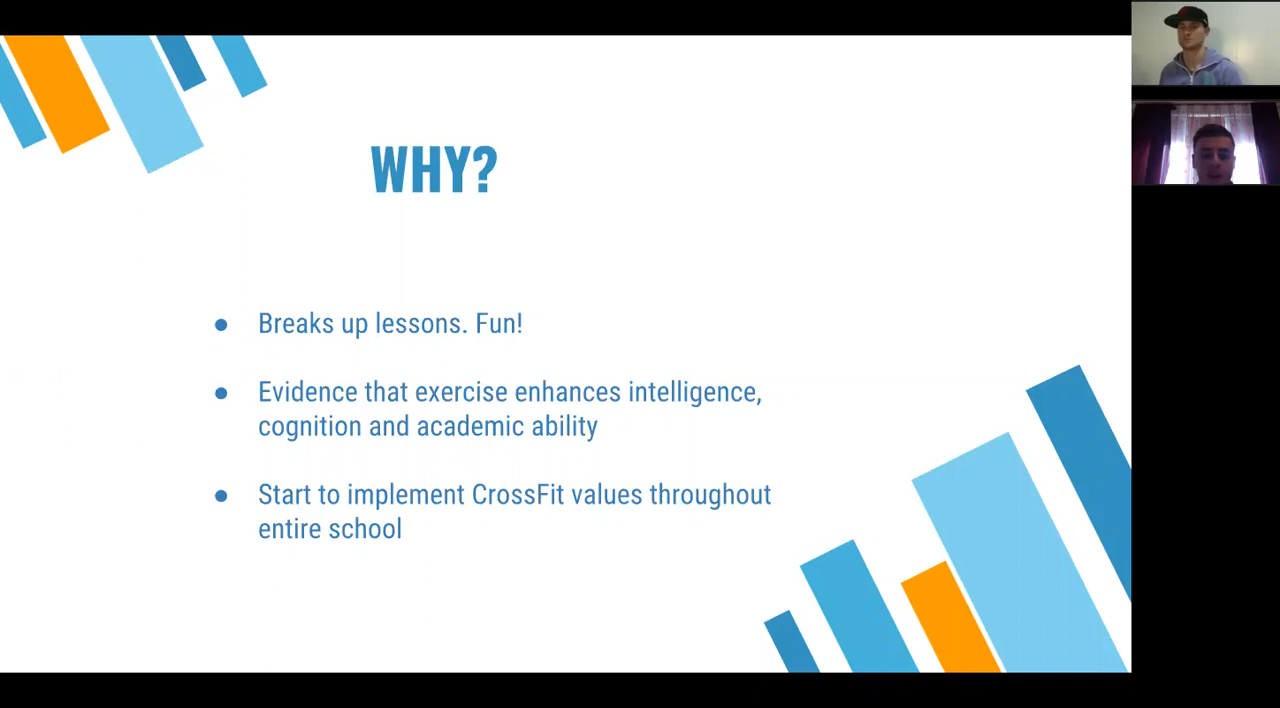 WHY?
● Breaks up lessons. Fun!
● Evidence that exercise enhances intelligence,
cognition and academic ability
● Start to implement CrossFit values throughout
entire school